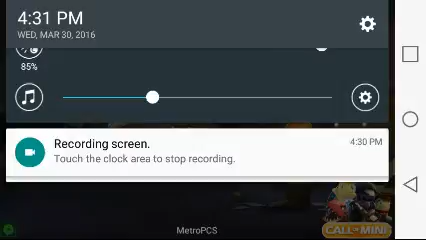 4:31 PM
WED, MAR 30, 2016
85%
Recording screen.
4:30 PM
Touch the clock area to stop recording.
MetroPCS
CALL OF MINI